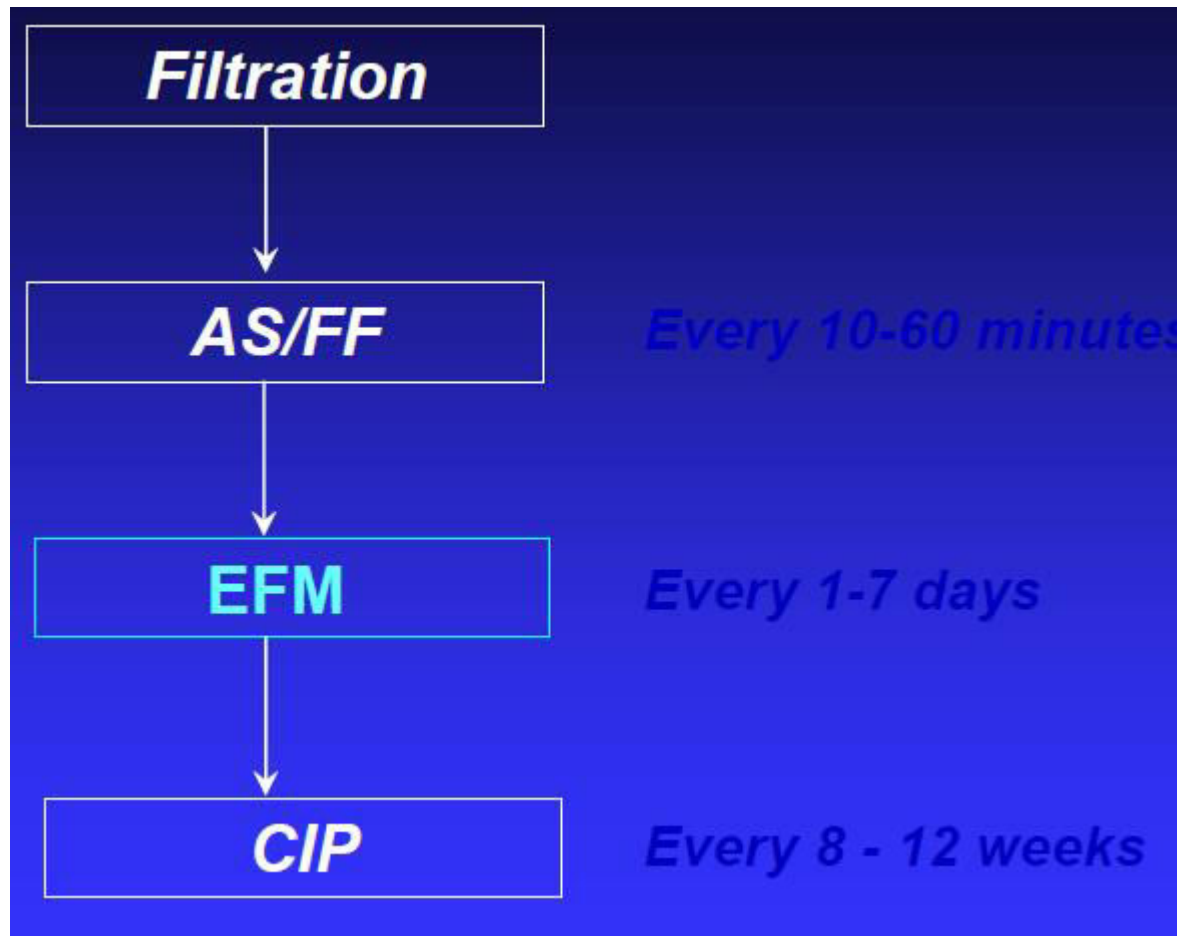 Filtration
AS/FF
Every 10-60 minutes
EFM
Every 1-7 days
CIP
Every 8 - 12 weeks